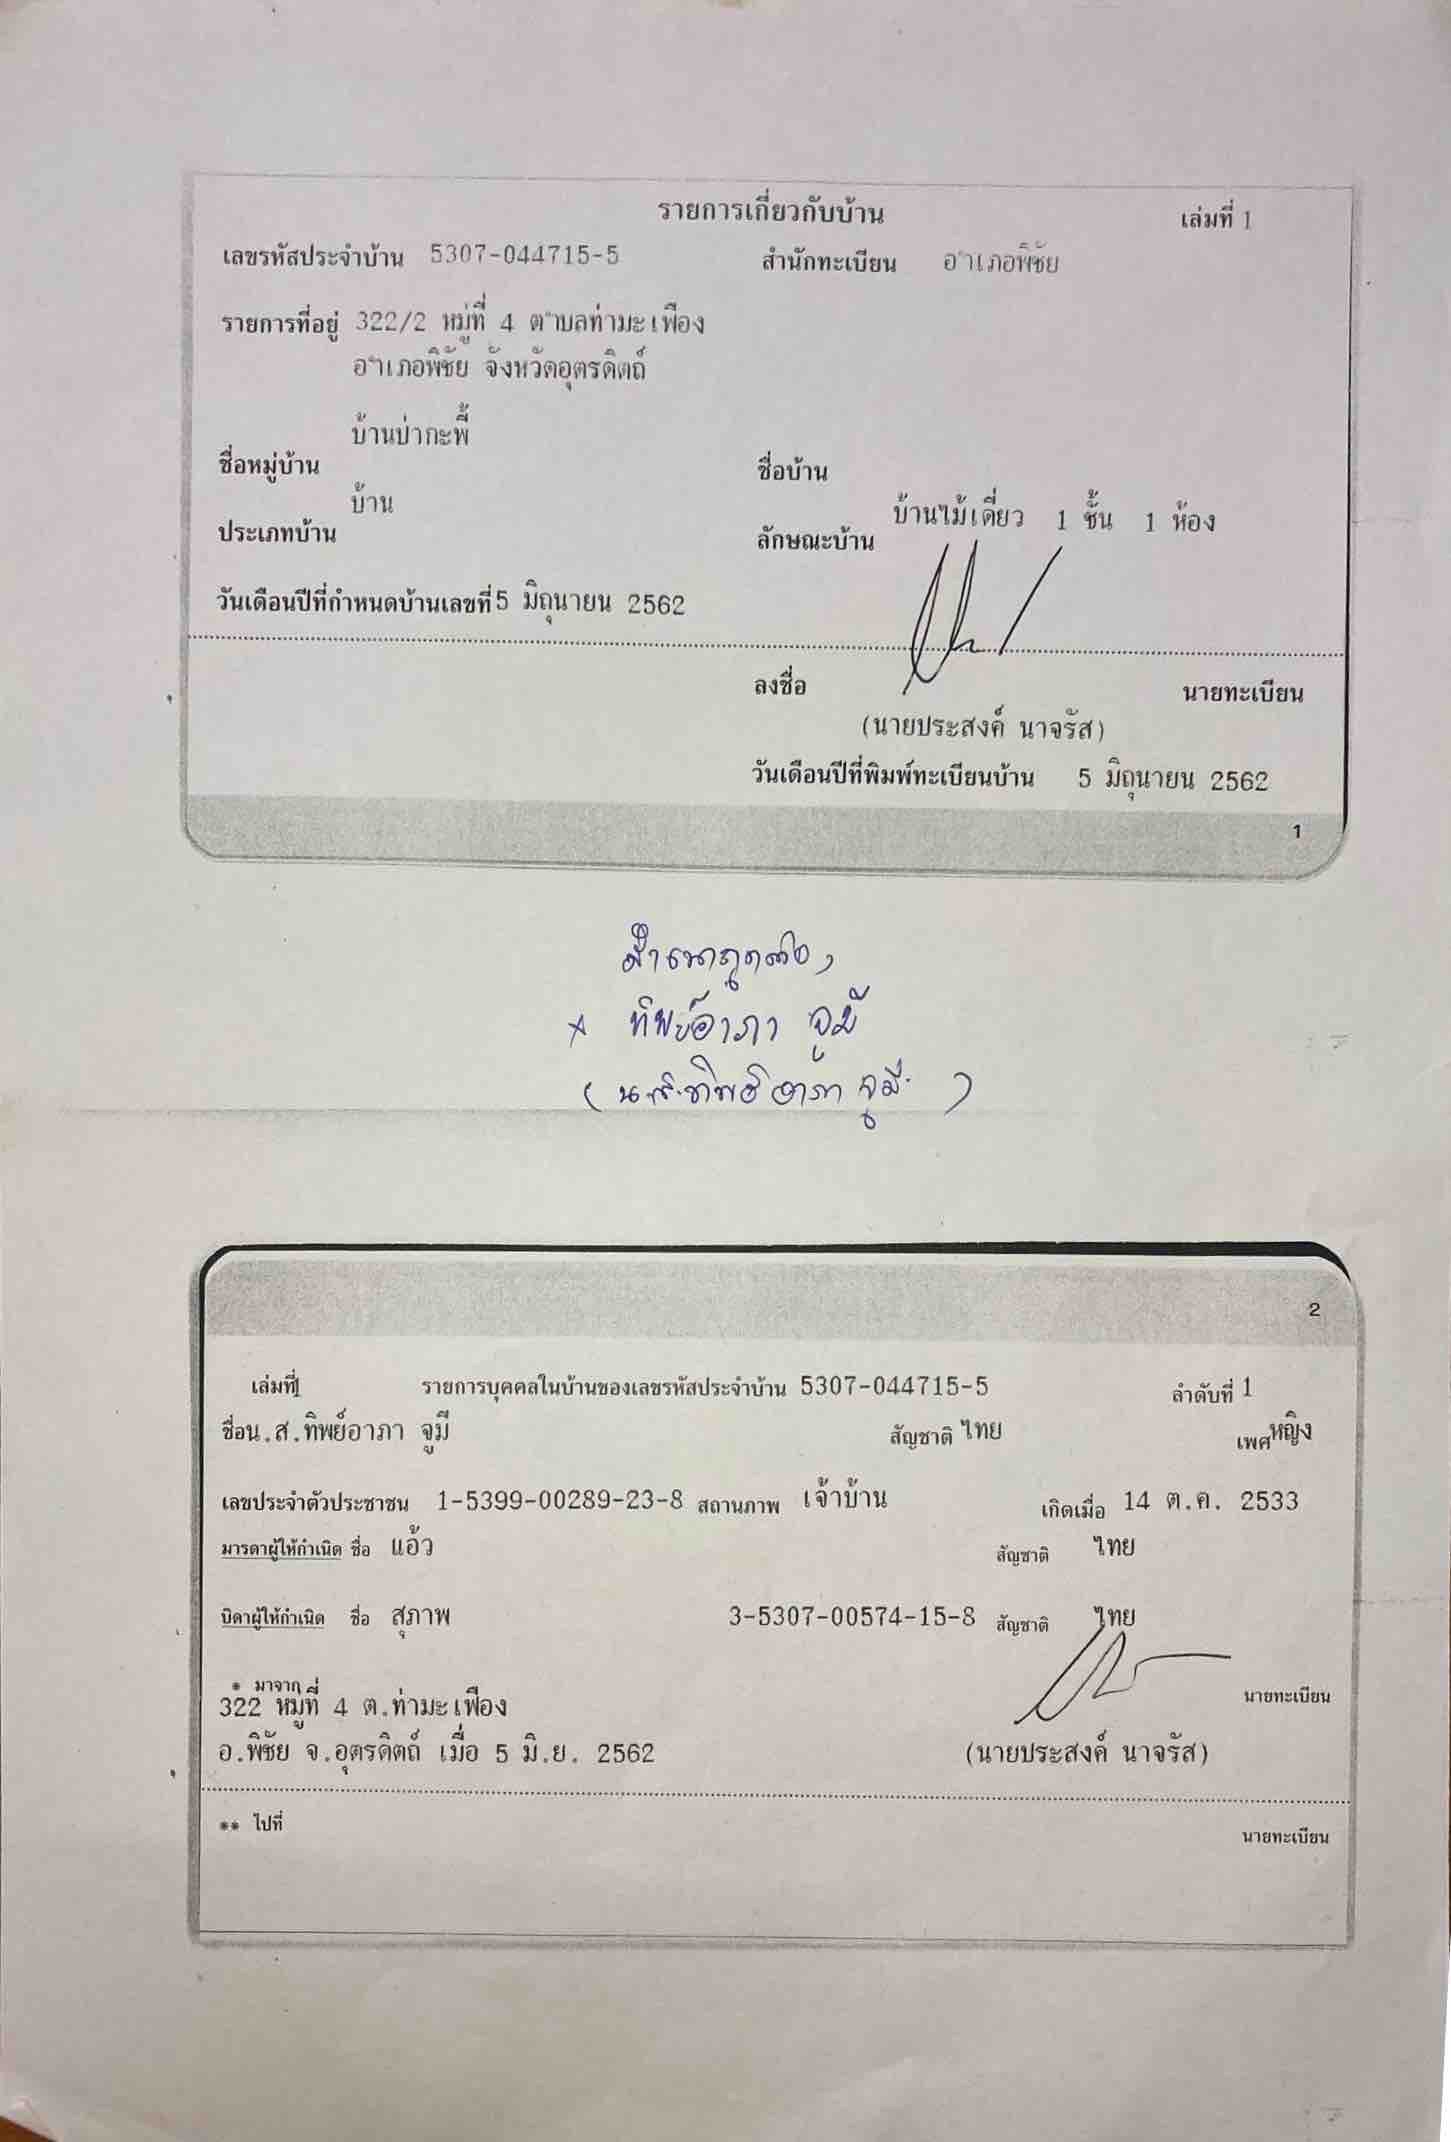 รายการเกี่ยวกับบ้าน เล่มที่ 1
เลขรหัสประจำบ้าน 5307-044715-5 สำนักทะเบียน อำเภอพิชัย
รายการที่อยู่ 322/2 หมู่ที่ 4 ตำบลท่ามะเฟือง
อำเภอพิชัย จังหวัดอุตรดิตถ์
บ้านป่ากะพี้
ชื่อหมู่บ้าน ชื่อบ้าน
บ้าน บ้านไม้เดี่ยว 1 ชั้น 1 ห้อง
ประเภทบ้าน ลักษณะบ้าน
วันเดือนปีที่กำหนดบ้านเลขที่ 5 มิถุนายน 2562
ลงชื่อ นายทะเบียน
(นายประสงค์ นาจรัส)
วันเดือนปีที่พิมพ์ทะเบียนบ้าน 5 มิถุนายน 2562
1
สำเนาถูกต้อง
x ทิพย์อาภา จูมี
(น.ส.ทิพย์อาภา จูมี)
2
เล่มที่ 1 รายการบุคคลในบ้านของเลขรหัสประจำบ้าน 5307-044715-5 ลำดับที่ 1
ชื่อ น.ส.ทิพย์อาภา จูมี สัญชาติ ไทย เพศ หญิง
เลขประจำตัวประชาชน 1-5399-00289-23-8 สถานภาพ เจ้าบ้าน เกิดเมื่อ 14 ต.ค. 2533
มารดาผู้ให้กำเนิด ชื่อ แอ้ว สัญชาติ ไทย
บิดาผู้ให้กำเนิด ชื่อ สุภาพ 3-5307-00574-15-8 สัญชาติ ไทย
* มาจาก
322 หมู่ที่ 4 ต.ท่ามะเฟือง นายทะเบียน
อ.พิชัย จ.อุตรดิตถ์ เมื่อ 5 มิ.ย. 2562 (นายประสงค์ นาจรัส)
** ไปที่ นายทะเบียน